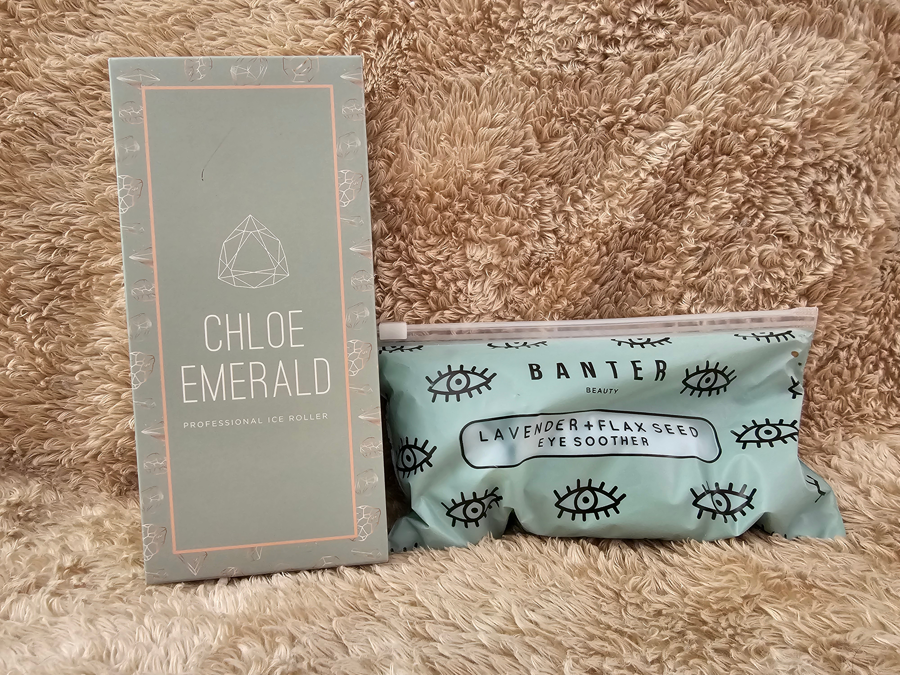 CHLOE
EMERALD
PROFESSIONAL ICE ROLLER
BANTER
BEAUTY
LAVENDER + FLAX SEED
EYE SOOTHER